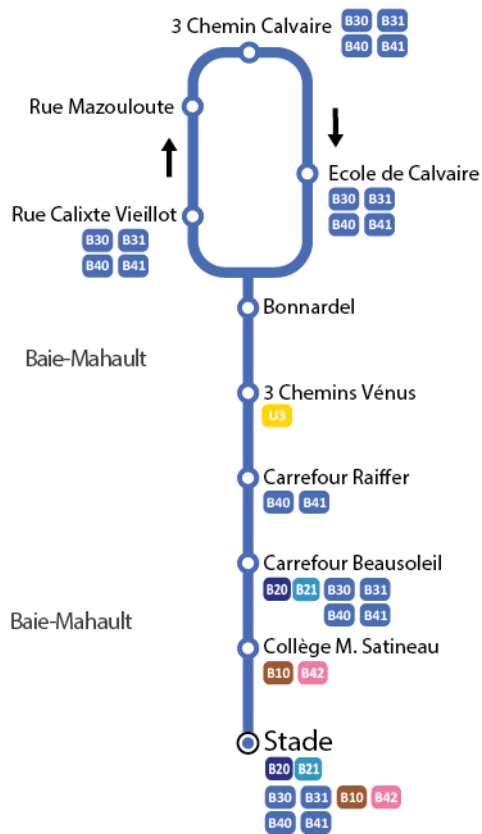 3 Chemin Calvaire
B30 B31
B40 B41
Rue Mazouloute
Ecole de Calvaire
B30 B31
B40 B41
Rue Calixte Vieillot
B30 B31
B40 B41
Bonnardel
Baie-Mahault
3 Chemins Vénus
U3
Carrefour Raiffer
B40 B41
Carrefour Beausoleil
B20 B21 B30 B31
B40 B41
Baie-Mahault
Collège M. Satineau
B10 B42
Stade
B20 B21
B30 B31 B10 B42
B40 B41